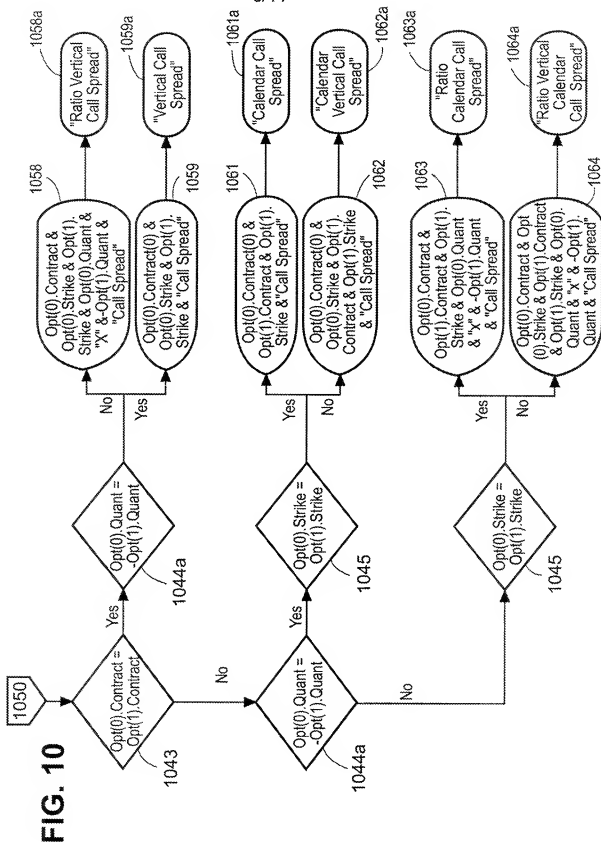 FIG. 10
1050
Opt(0).Contract =
Opt(1).Contract
1043
Yes
No
Opt(0).Quant =
-Opt(1).Quant
1044a
No
Yes
Opt(0).Contract &
Opt(0).Strike & Opt(1).
Strike & Opt(0).Quant &
"X" &-Opt(1).Quant &
"Call Spread"
1058
"Ratio Vertical
Call Spread"
1058a
Opt(0).Contract(0) &
Opt(0).Strike & Opt(1).
Strike & "Call Spread"
1059
"Vertical Call
Spread"
1059a
Opt(0).Quant =
-Opt(1).Quant
1044a
Yes
No
Opt(0).Strike =
Opt(1).Strike
1045
Yes
No
Opt(0).Contract(0) &
Opt(1).Contract & Opt(1).
Strike &"Call Spread"
1061
"Calendar Call
Spread"
1061a
Opt(0).Contract(0) &
Opt(0).Strike & Opt(1).
Contract & Opt(1).Strike
& "Call Spread"
1062
"Calendar
Vertical Call
Spread"
1062a
Opt(0).Strike =
Opt(1).Strike
1045
Yes
No
Opt(0).Contract &
Opt(1).Contract & Opt(1).
Strike & Opt(0).Quant
& "x" & -Opt(1).Quant
& "Call Spread"
1063
"Ratio
Calendar Call
Spread"
1063a
Opt(0).Contract & Opt
(0).Strike & Opt(1).Contract
& Opt(1).Strike & Opt(0).
Quant & "x" & -Opt(1).
Quant & "Call Spread"
1064
"Ratio Vertical
Calendar
Call Spread"
1064a